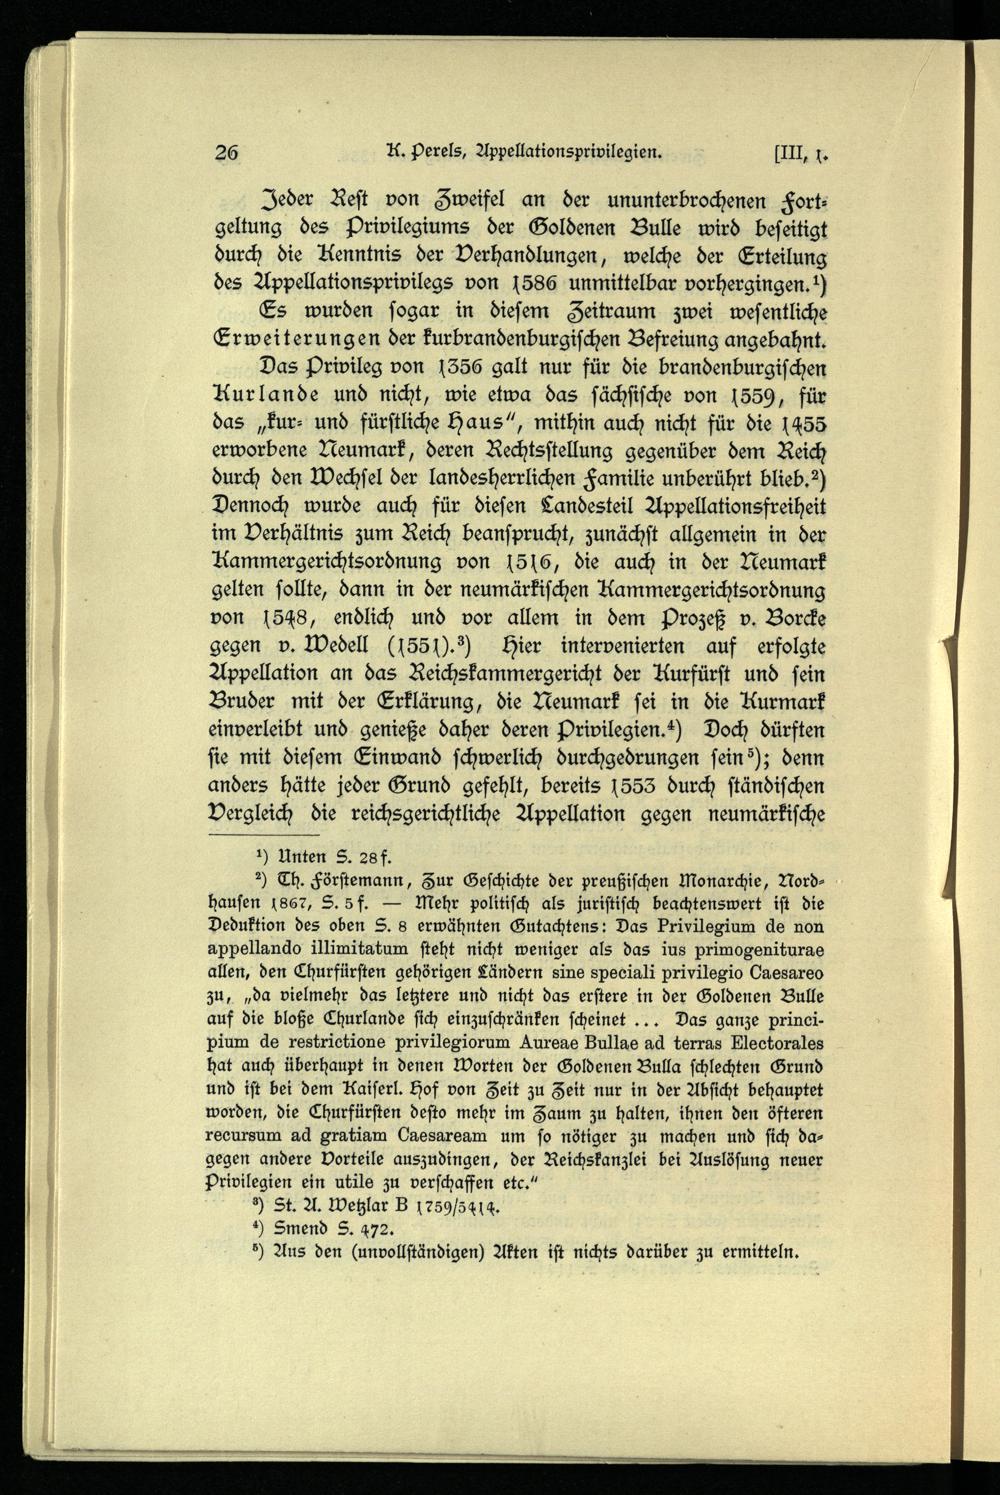 26 K. Perels, Appellationsprivilegien. [III, 1.
Jeder Rest von Zweifel an der ununterbrochenen Fort-
geltung des Privilegiums der Goldenen Bulle wird beseitigt
durch die Kenntnis der Verhandlungen, welche der Erteilung
des Appellationsprivilegs von 1586 unmittelbar vorhergingen.¹)
Es wurden sogar in diesem Zeitraum zwei wesentliche
Erweiterungen der kurbrandenburgischen Befreiung angebahnt.
Das Privileg von 1356 galt nur für die brandenburgischen
Kurlande und nicht, wie etwa das sächsische von 1559, für
das „kur- und fürstliche Haus“, mithin auch nicht für die 1455
erworbene Neumark, deren Rechtsstellung gegenüber dem Reich
durch den Wechsel der landesherrlichen Familie unberührt blieb.²)
Dennoch wurde auch für diesen Landesteil Appellationsfreiheit
im Verhältnis zum Reich beansprucht, zunächst allgemein in der
Kammergerichtsordnung von 1516, die auch in der Neumark
gelten sollte, dann in der neumärkischen Kammergerichtsordnung
von 1548, endlich und vor allem in dem Prozeß v. Borcke
gegen v. Wedell (1551).³) Hier intervenierten auf erfolgte
Appellation an das Reichskammergericht der Kurfürst und sein
Bruder mit der Erklärung, die Neumark sei in die Kurmark
einverleibt und genieße daher deren Privilegien.⁴) Doch dürften
sie mit diesem Einwand schwerlich durchgedrungen sein⁵); denn
anders hätte jeder Grund gefehlt, bereits 1553 durch ständischen
Vergleich die reichsgerichtliche Appellation gegen neumärkische
¹) Unten S. 28f.
²) Th. Förstemann, Zur Geschichte der preußischen Monarchie, Nord-
hausen 1867, S. 5f. — Mehr politisch als juristisch beachtenswert ist die
Deduktion des oben S. 8 erwähnten Gutachtens: Das Privilegium de non
appellando illimitatum steht nicht weniger als das ius primogeniturae
allen, den Churfürsten gehörigen Ländern sine speciali privilegio Caesareo
zu, „da vielmehr das letztere und nicht das erstere in der Goldenen Bulle
auf die bloße Churlande sich einzuschränken scheinet ... Das ganze princi-
pium de restrictione privilegiorum Aureae Bullae ad terras Electorales
hat auch überhaupt in denen Worten der Goldenen Bulla schlechten Grund
und ist bei dem Kaiserl. Hof von Zeit zu Zeit nur in der Absicht behauptet
worden, die Churfürsten desto mehr im Zaum zu halten, ihnen den öfteren
recursum ad gratiam Caesaream um so nötiger zu machen und sich da-
gegen andere Vorteile auszudingen, der Reichskanzlei bei Auslösung neuer
Privilegien ein utile zu verschaffen etc.“
³) St. A. Wetzlar B 1759/5414.
⁴) Smend S. 472.
⁵) Aus den (unvollständigen) Akten ist nichts darüber zu ermitteln.